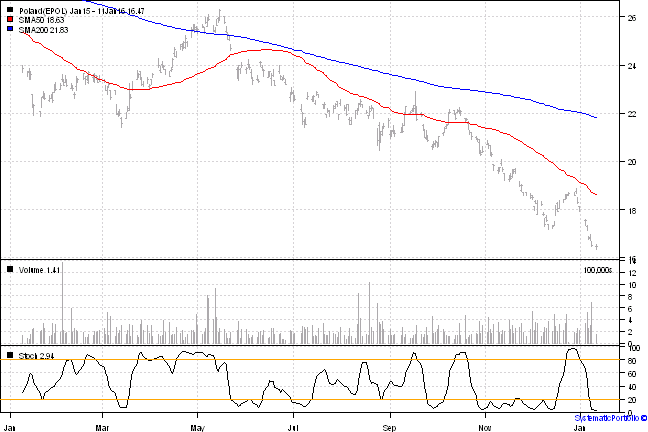 Poland(EPOL) Jan15 - 11Jan16 16.47
SMA50 18.63
SMA200 21.83
26
24
22
20
18
16
Volume 1.41
100,000s
14
12
10
8
6
4
2
0
Stoch 2.94
100
80
60
40
20
0
Jan Mar May Jul Sep Nov Jan
SystematicPortfolio ©